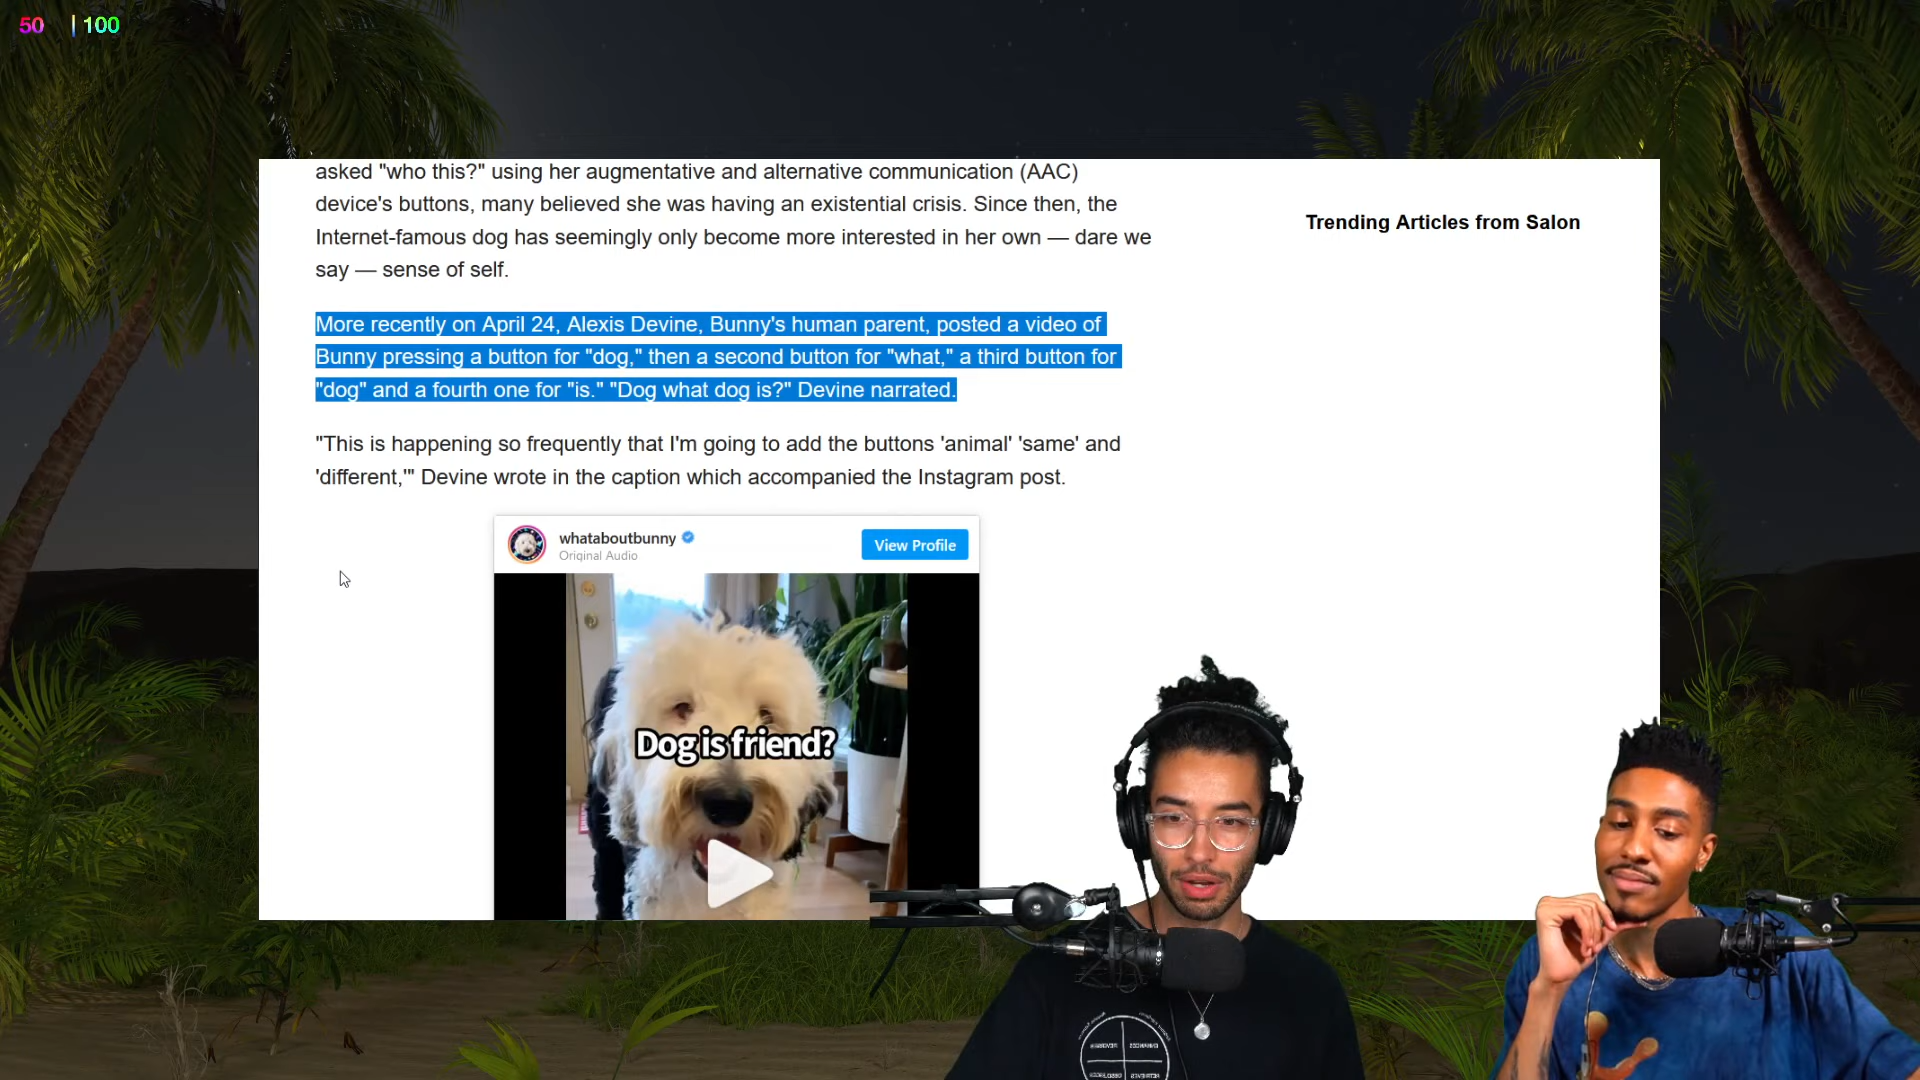 50 | 100
asked "who this?" using her augmentative and alternative communication (AAC)
device's buttons, many believed she was having an existential crisis. Since then, the
Internet-famous dog has seemingly only become more interested in her own — dare we
say — sense of self.
Trending Articles from Salon
More recently on April 24, Alexis Devine, Bunny's human parent, posted a video of
Bunny pressing a button for "dog," then a second button for "what," a third button for
"dog" and a fourth one for "is." "Dog what dog is?" Devine narrated.
"This is happening so frequently that I'm going to add the buttons 'animal' 'same' and
'different,'" Devine wrote in the caption which accompanied the Instagram post.
whataboutbunny
Original Audio
View Profile
Dog is friend?